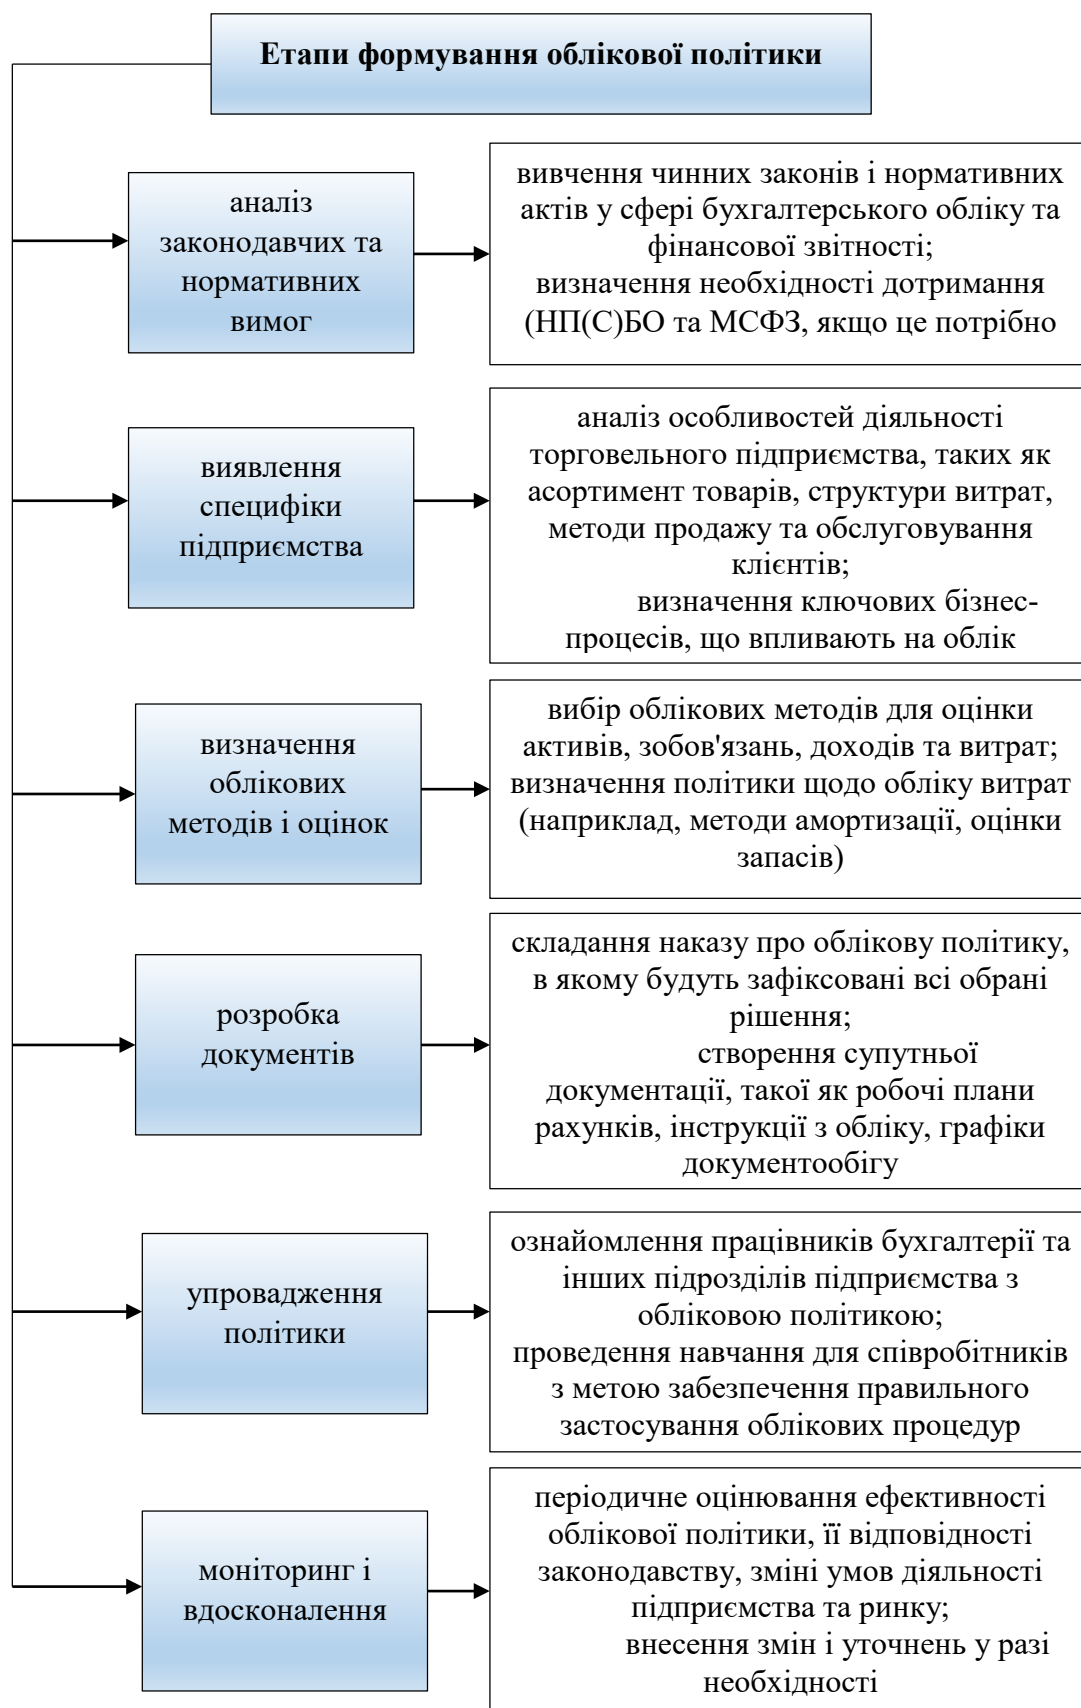 Етапи формування облікової політики
аналіз
законодавчих та
нормативних
вимог
вивчення чинних законів і нормативних
актів у сфері бухгалтерського обліку та
фінансової звітності;
визначення необхідності дотримання
(НП(С)БО та МСФЗ, якщо це потрібно
виявлення
специфіки
підприємства
аналіз особливостей діяльності
торговельного підприємства, таких як
асортимент товарів, структури витрат,
методи продажу та обслуговування
клієнтів;
визначення ключових бізнес-
процесів, що впливають на облік
визначення
облікових
методів і оцінок
вибір облікових методів для оцінки
активів, зобов'язань, доходів та витрат;
визначення політики щодо обліку витрат
(наприклад, методи амортизації, оцінки
запасів)
розробка
документів
складання наказу про облікову політику,
в якому будуть зафіксовані всі обрані
рішення;
створення супутньої
документації, такої як робочі плани
рахунків, інструкції з обліку, графіки
документообігу
упровадження
політики
ознайомлення працівників бухгалтерії та
інших підрозділів підприємства з
обліковою політикою;
проведення навчання для співробітників
з метою забезпечення правильного
застосування облікових процедур
моніторинг і
вдосконалення
періодичне оцінювання ефективності
облікової політики, її відповідності
законодавству, зміні умов діяльності
підприємства та ринку;
внесення змін і уточнень у разі
необхідності